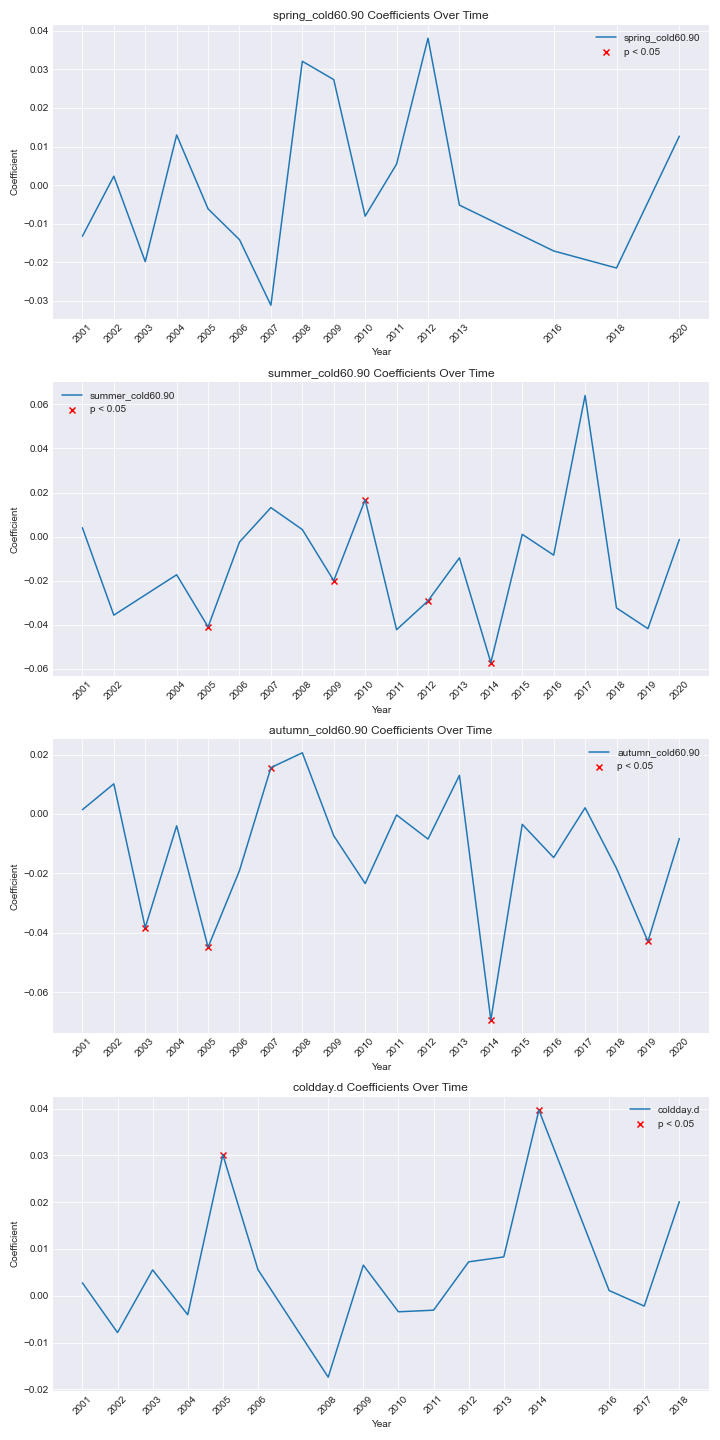 spring_cold60.90 Coefficients Over Time
spring_cold60.90
p < 0.05
Coefficient
0.04
0.03
0.02
0.01
0.00
−0.01
−0.02
−0.03
2001 2002 2003 2004 2005 2006 2007 2008 2009 2010 2011 2012 2013 2016 2018 2020
Year
summer_cold60.90 Coefficients Over Time
summer_cold60.90
p < 0.05
Coefficient
0.06
0.04
0.02
0.00
−0.02
−0.04
−0.06
2001 2002 2004 2005 2006 2007 2008 2009 2010 2011 2012 2013 2014 2015 2016 2017 2018 2019 2020
Year
autumn_cold60.90 Coefficients Over Time
autumn_cold60.90
p < 0.05
Coefficient
0.02
0.00
−0.02
−0.04
−0.06
2001 2002 2003 2004 2005 2006 2007 2008 2009 2010 2011 2012 2013 2014 2015 2016 2017 2018 2019 2020
Year
coldday.d Coefficients Over Time
coldday.d
p < 0.05
Coefficient
0.04
0.03
0.02
0.01
0.00
−0.01
−0.02
2001 2002 2003 2004 2005 2006 2008 2009 2010 2011 2012 2013 2014 2016 2017 2018
Year